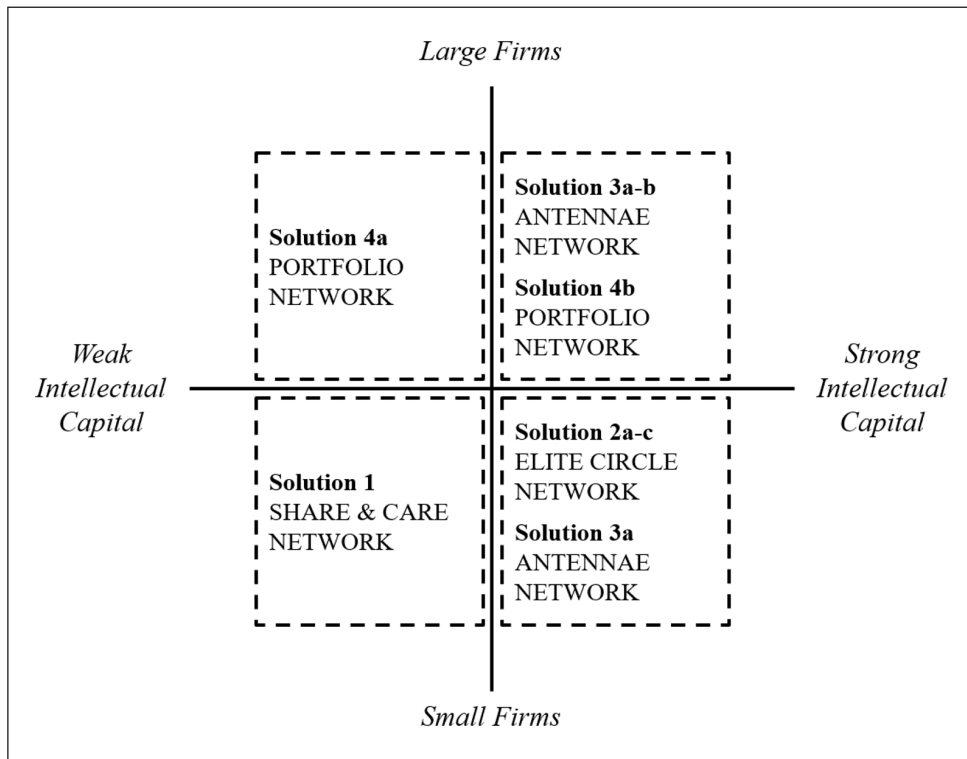 Large Firms
Solution 4a
PORTFOLIO
NETWORK
Solution 3a-b
ANTENNAE
NETWORK
Solution 4b
PORTFOLIO
NETWORK
Weak
Intellectual
Capital
Strong
Intellectual
Capital
Solution 1
SHARE & CARE
NETWORK
Solution 2a-c
ELITE CIRCLE
NETWORK
Solution 3a
ANTENNAE
NETWORK
Small Firms